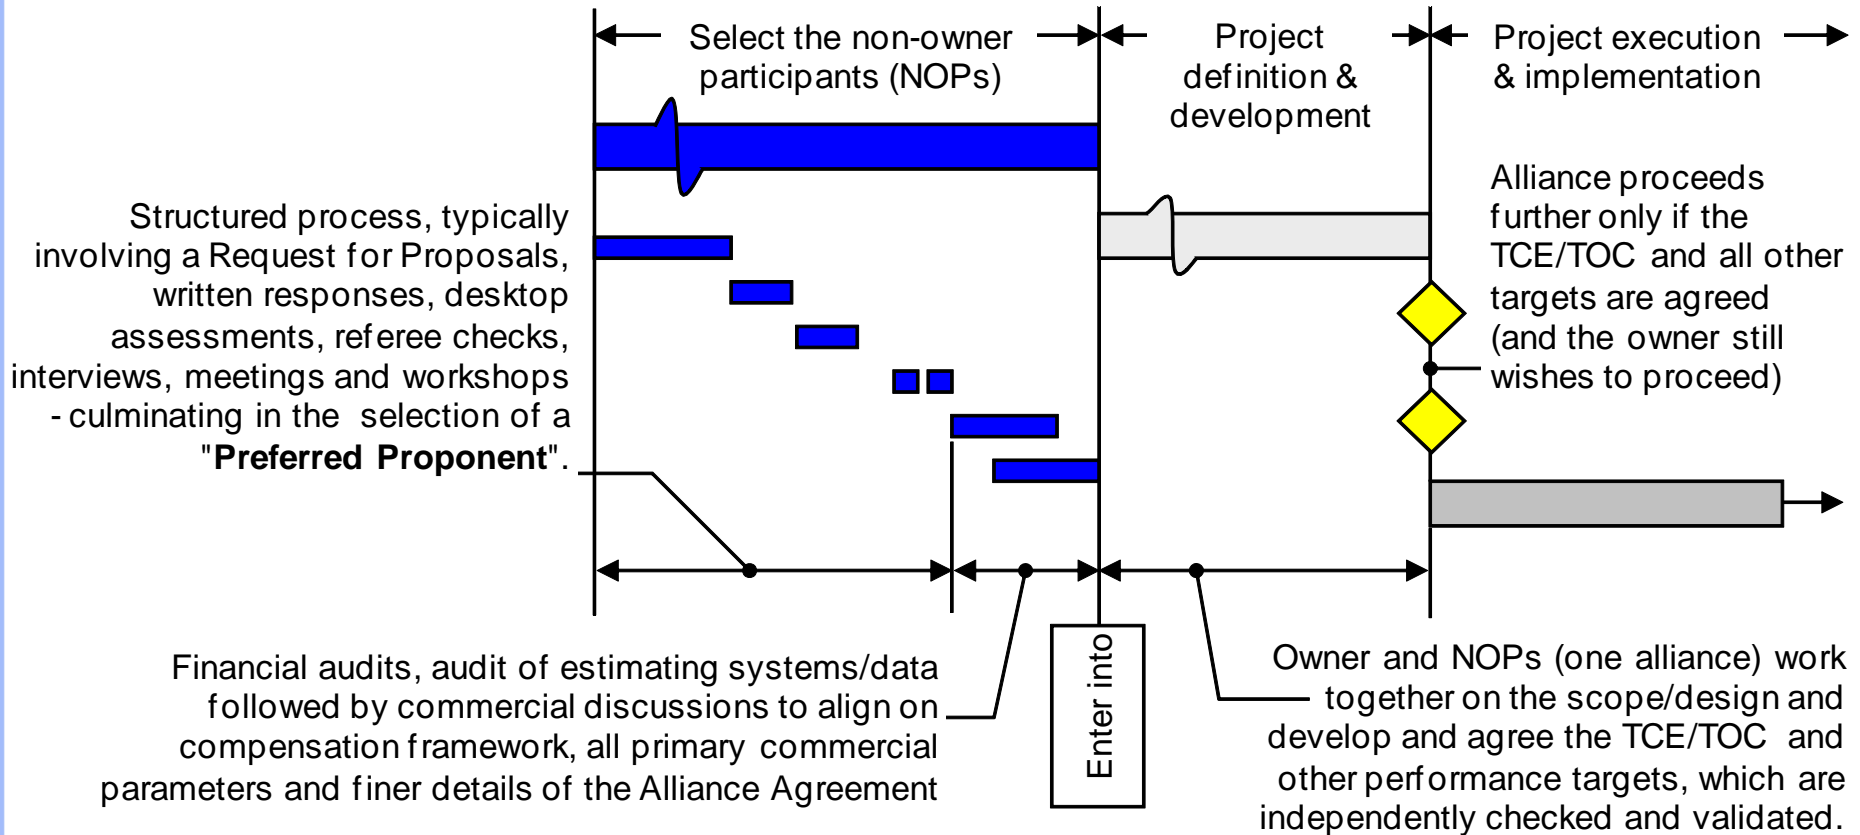 Select the non-owner
participants (NOPs)
Project
definition &
development
Project execution
& implementation
Alliance proceeds
further only if the
TCE/TOC and all other
targets are agreed
(and the owner still
wishes to proceed)
Structured process, typically
involving a Request for Proposals,
written responses, desktop
assessments, referee checks,
interviews, meetings and workshops
- culminating in the selection of a
"Preferred Proponent".
Financial audits, audit of estimating systems/data
followed by commercial discussions to align on
compensation framework, all primary commercial
parameters and finer details of the Alliance Agreement
Enter into
Owner and NOPs (one alliance) work
together on the scope/design and
develop and agree the TCE/TOC and
other performance targets, which are
independently checked and validated.